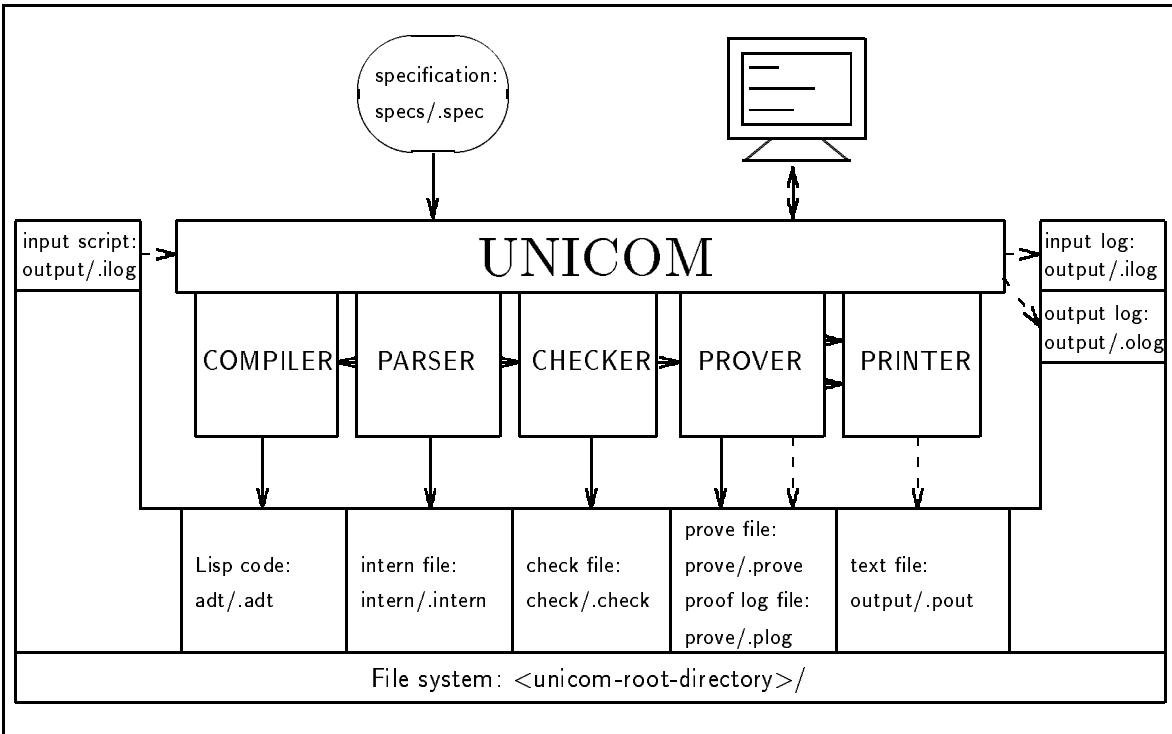 specification:
specs/.spec
input script:
output/.ilog
UNICOM
input log:
output/.ilog
output log:
output/.olog
COMPILER
PARSER
CHECKER
PROVER
PRINTER
Lisp code:
adt/.adt
intern file:
intern/.intern
check file:
check/.check
prove file:
prove/.prove
proof log file:
prove/.plog
text file:
output/.pout
File system: <unicom-root-directory>/